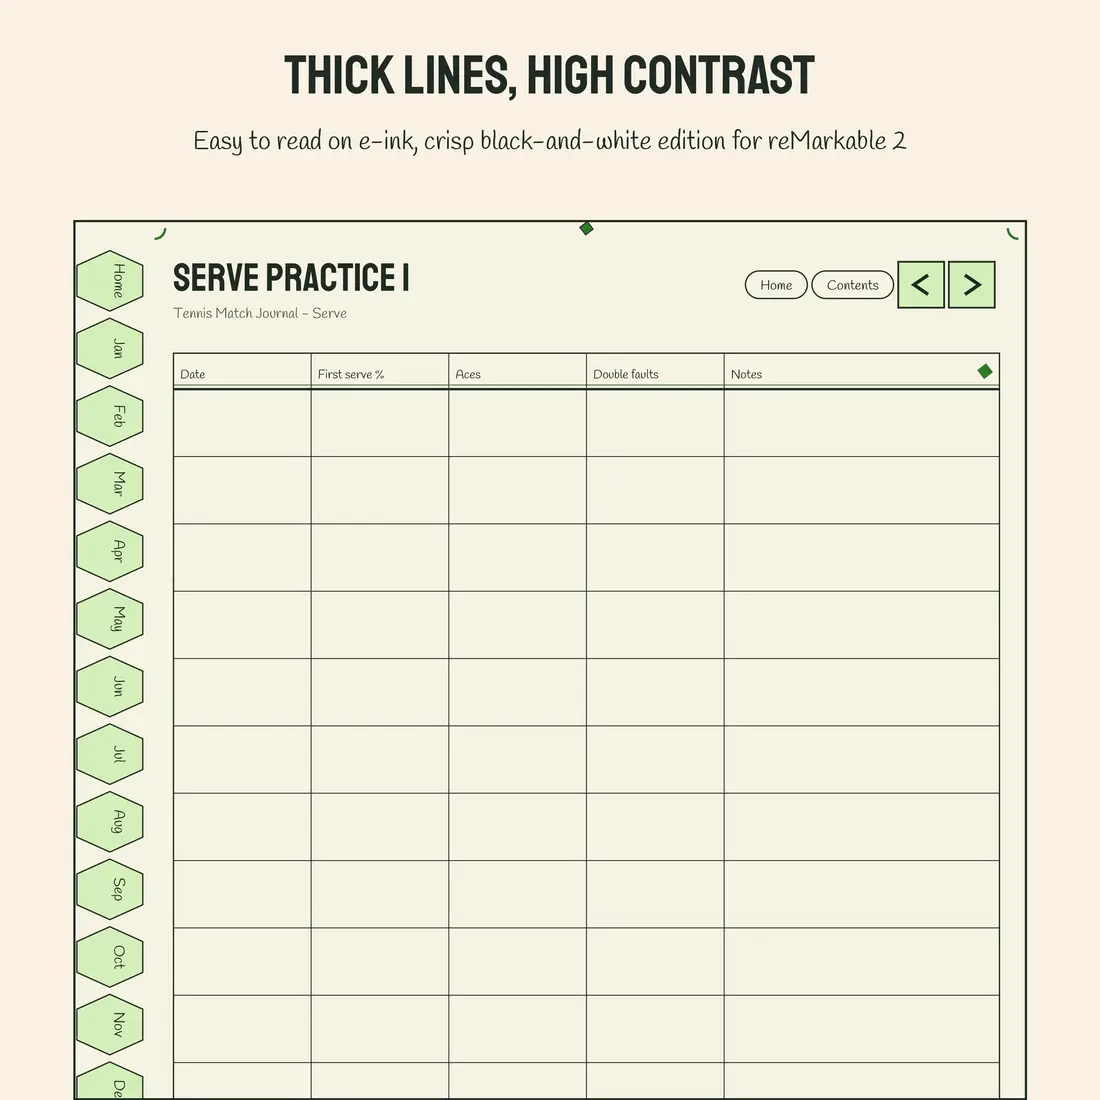 THICK LINES, HIGH CONTRAST
Easy to read on e-ink, crisp black-and-white edition for reMarkable 2
SERVE PRACTICE 1
Tennis Match Journal - Serve
Home
Contents
<
>
Date
First serve %
Aces
Double faults
Notes
Home
Jan
Feb
Mar
Apr
May
Jun
Jul
Aug
Sep
Oct
Nov
De